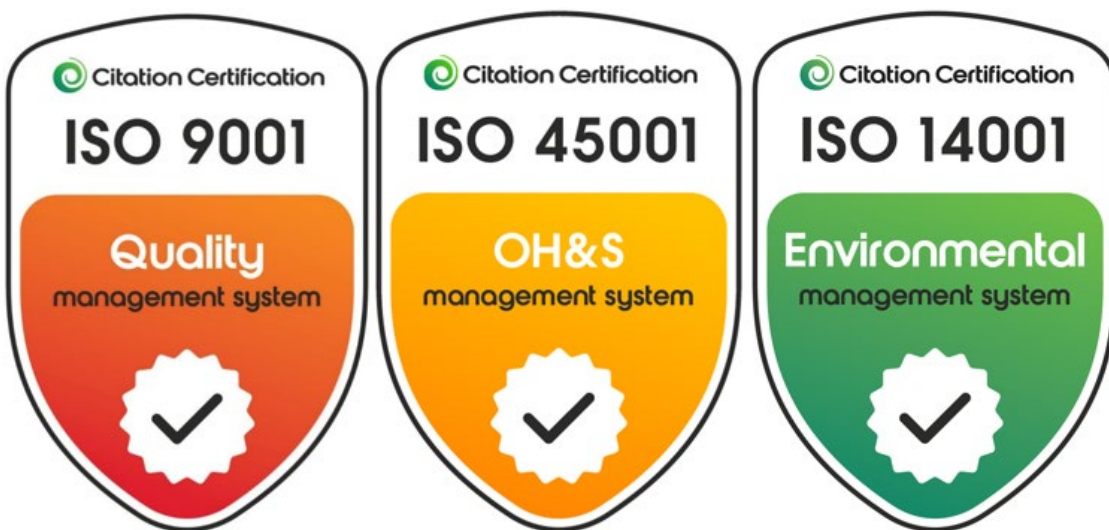 Citation Certification
ISO 9001
Quality
management system
Citation Certification
ISO 45001
OH&S
management system
Citation Certification
ISO 14001
Environmental
management system